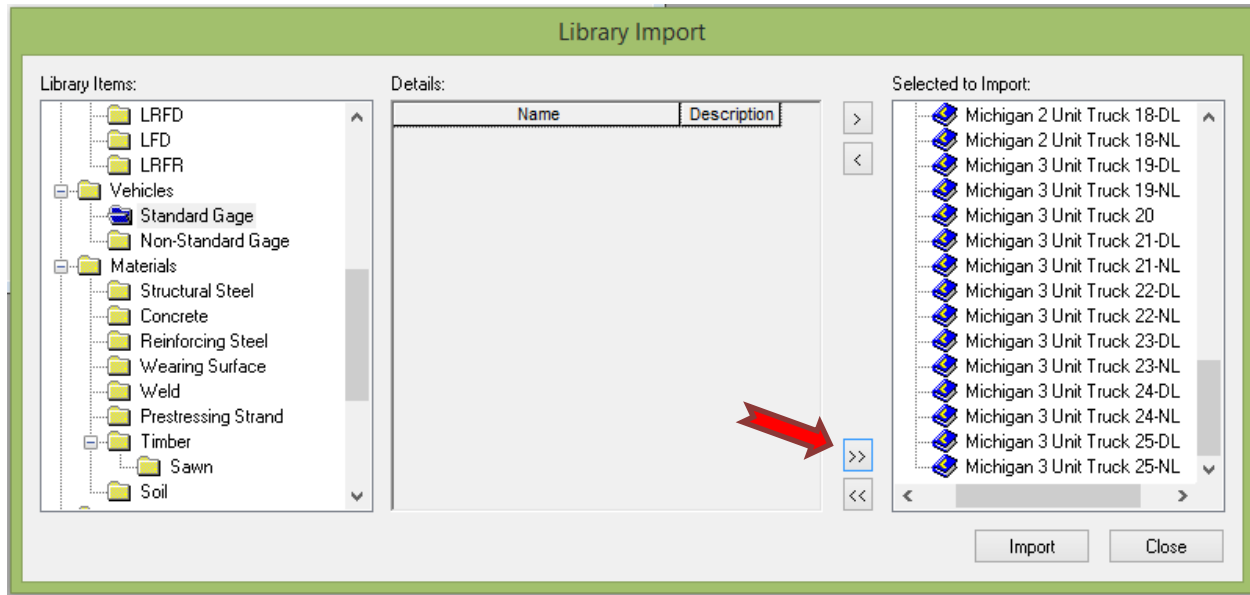 Library Import
Library Items:
LRFD
LFD
LRFR
Vehicles
Standard Gage
Non-Standard Gage
Materials
Structural Steel
Concrete
Reinforcing Steel
Wearing Surface
Weld
Prestressing Strand
Timber
Sawn
Soil
Details:
Name Description
>
<
>>
<<
Selected to Import:
Michigan 2 Unit Truck 18-DL
Michigan 2 Unit Truck 18-NL
Michigan 3 Unit Truck 19-DL
Michigan 3 Unit Truck 19-NL
Michigan 3 Unit Truck 20
Michigan 3 Unit Truck 21-DL
Michigan 3 Unit Truck 21-NL
Michigan 3 Unit Truck 22-DL
Michigan 3 Unit Truck 22-NL
Michigan 3 Unit Truck 23-DL
Michigan 3 Unit Truck 23-NL
Michigan 3 Unit Truck 24-DL
Michigan 3 Unit Truck 24-NL
Michigan 3 Unit Truck 25-DL
Michigan 3 Unit Truck 25-NL
Import Close